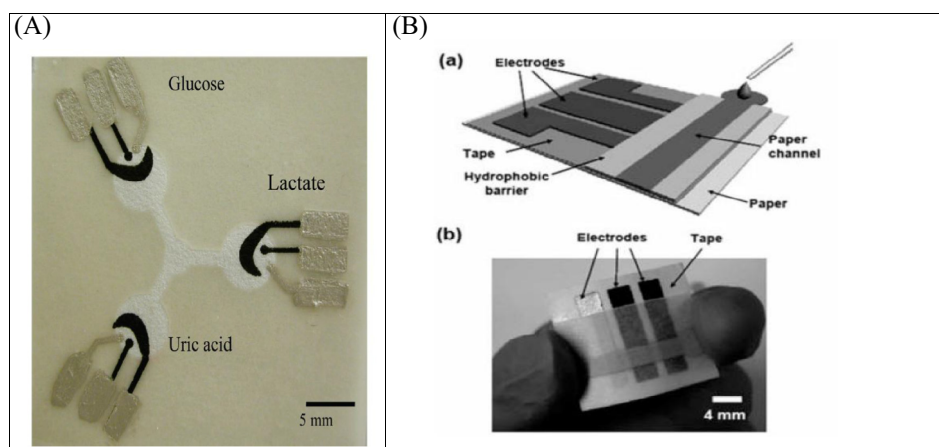 (A)
Glucose
Lactate
Uric acid
5 mm
(B)
(a)
Electrodes
Tape
Hydrophobic
barrier
Paper
channel
Paper
(b)
Electrodes
Tape
4 mm